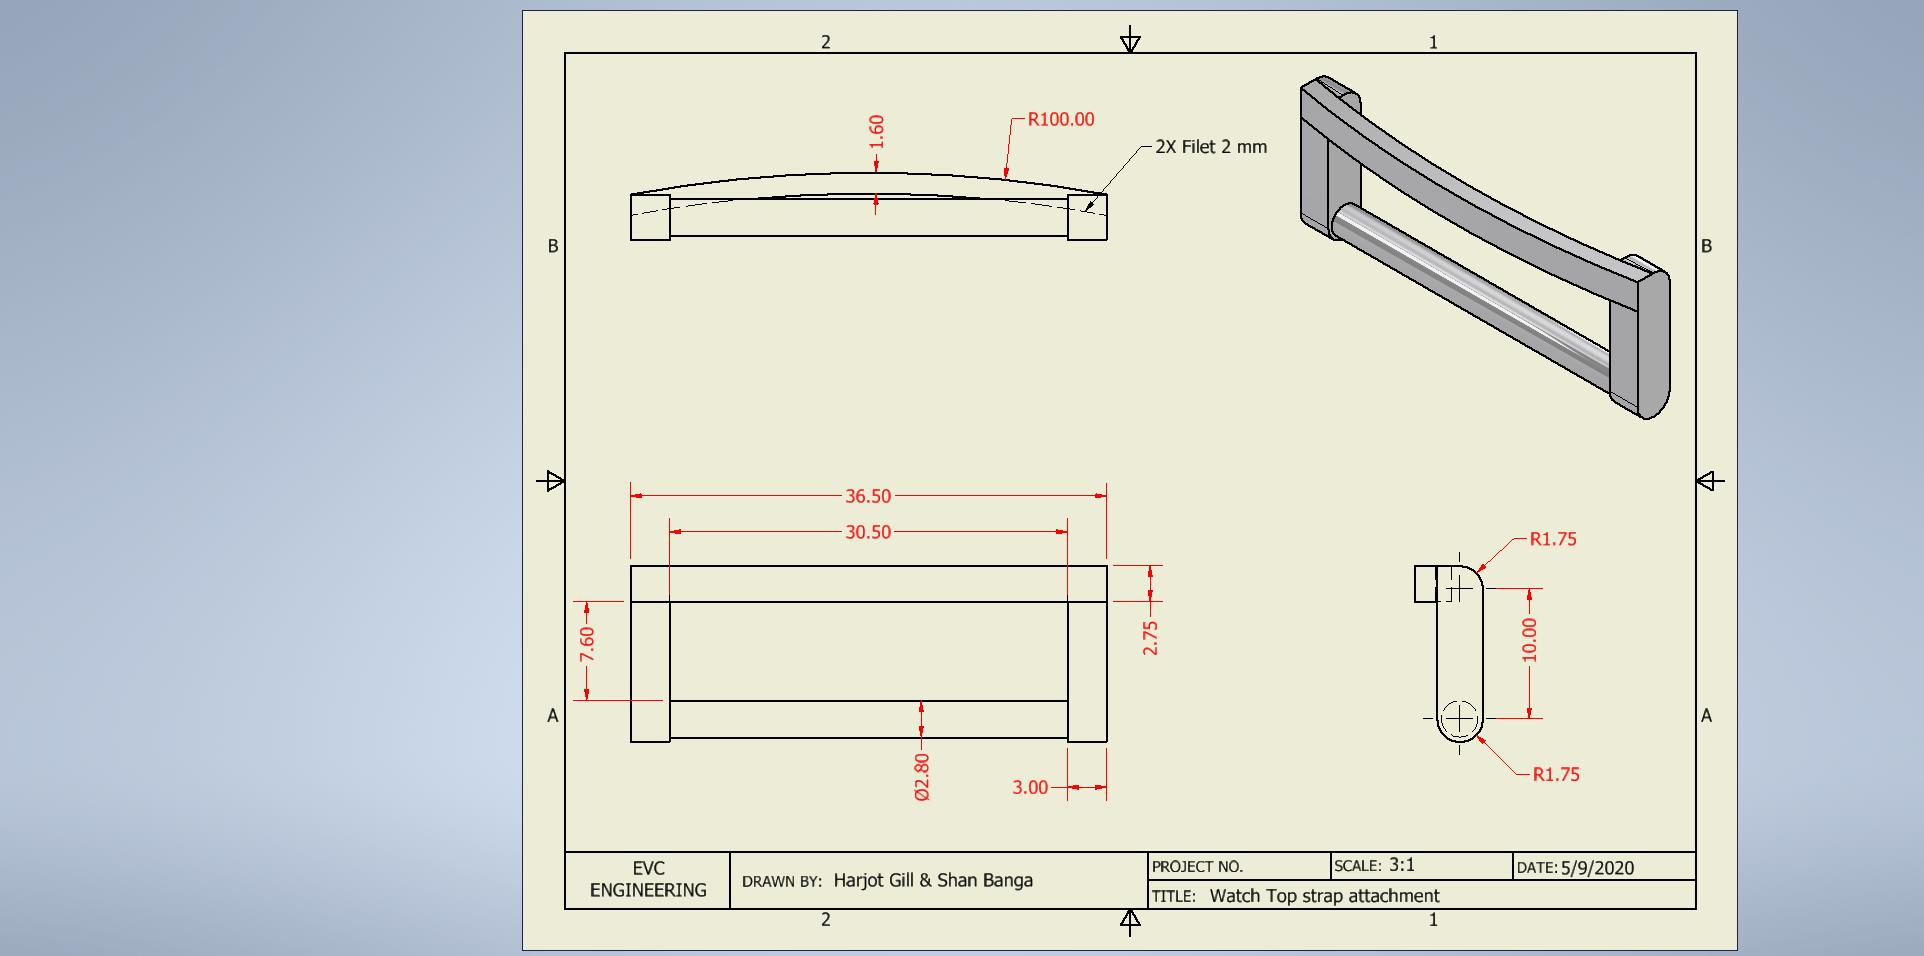 2
1
1.60
R100.00
2X Filet 2 mm
B
B
36.50
30.50
R1.75
7.60
2.75
10.00
A
A
Ø2.80
3.00
R1.75
EVC
ENGINEERING
DRAWN BY: Harjot Gill & Shan Banga
PROJECT NO.
SCALE: 3:1
DATE: 5/9/2020
TITLE: Watch Top strap attachment
2
1